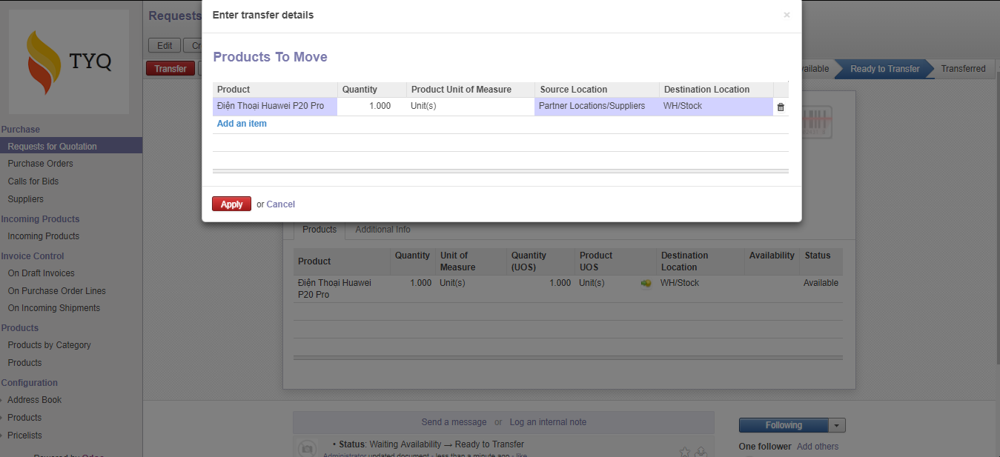 TYQ
Purchase
Requests for Quotation
Purchase Orders
Calls for Bids
Suppliers
Incoming Products
Incoming Products
Invoice Control
On Draft Invoices
On Purchase Order Lines
On Incoming Shipments
Products
Products by Category
Products
Configuration
Address Book
Products
Pricelists
Powered by Odoo
Requests
Edit Cr
Transfer
Ready to Transfer Transferred
Enter transfer details ×
Products To Move
Product Quantity Product Unit of Measure Source Location Destination Location
Điện Thoại Huawei P20 Pro 1.000 Unit(s) Partner Locations/Suppliers WH/Stock
Add an item
Apply or Cancel
Products Additional Info
Product Quantity Unit of Quantity Product Destination Availability Status
Measure (UOS) UOS Location
Điện Thoại Huawei 1.000 Unit(s) 1.000 Unit(s) WH/Stock Available
P20 Pro
Send a message or Log an internal note
• Status: Waiting Availability → Ready to Transfer
Administrator updated document • less than a minute ago • like
Following
One follower Add others